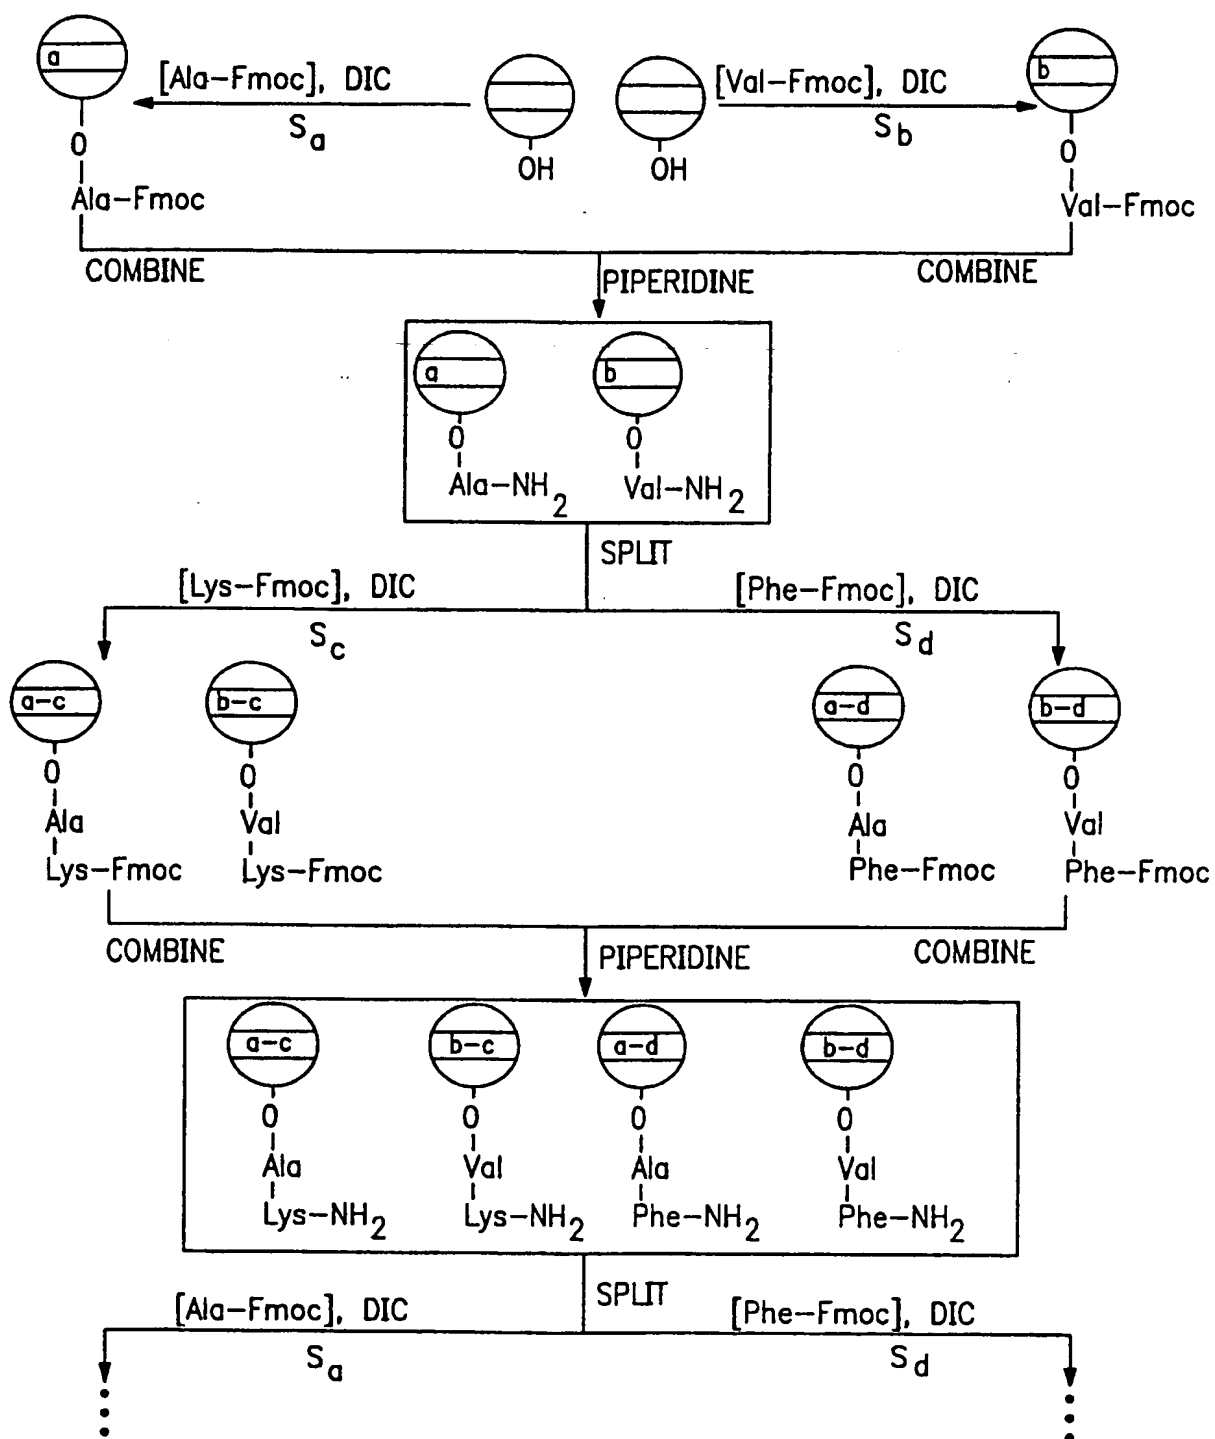 a
b
[Ala-Fmoc], DIC
[Val-Fmoc], DIC
Sa
Sb
O
OH
OH
O
Ala-Fmoc
Val-Fmoc
COMBINE
PIPERIDINE
COMBINE
a
b
O
O
Ala-NH2
Val-NH2
SPLIT
[Lys-Fmoc], DIC
[Phe-Fmoc], DIC
Sc
Sd
a-c
b-c
a-d
b-d
O
O
O
O
Ala
Val
Ala
Val
Lys-Fmoc
Lys-Fmoc
Phe-Fmoc
Phe-Fmoc
COMBINE
PIPERIDINE
COMBINE
a-c
b-c
a-d
b-d
O
O
O
O
Ala
Val
Ala
Val
Lys-NH2
Lys-NH2
Phe-NH2
Phe-NH2
SPLIT
[Ala-Fmoc], DIC
[Phe-Fmoc], DIC
Sa
Sd